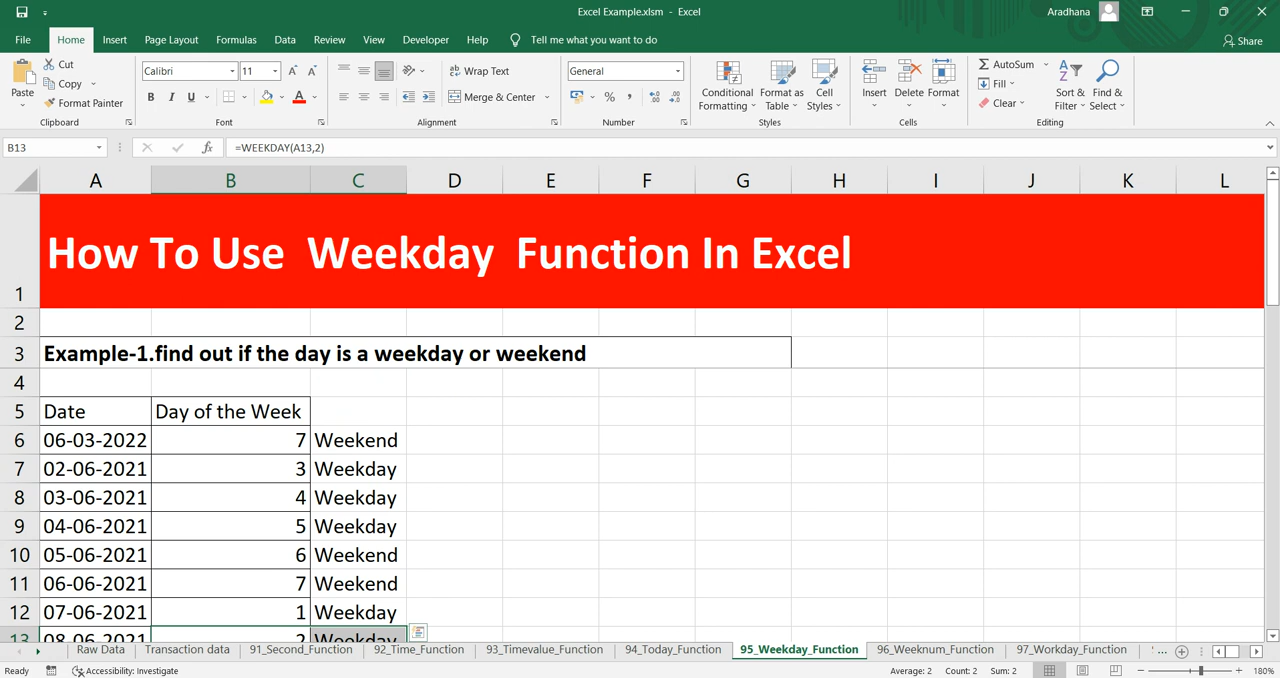 Excel Example.xlsm - Excel
Aradhana
File Home Insert Page Layout Formulas Data Review View Developer Help Tell me what you want to do Share
Paste
Cut
Copy
Format Painter
Clipboard
Calibri 11
B I U
Font
Wrap Text
Merge & Center
Alignment
General
%
Number
Conditional Formatting
Format as Table
Cell Styles
Styles
Insert Delete Format
Cells
AutoSum
Fill
Clear
Sort & Filter
Find & Select
Editing
B13 fx =WEEKDAY(A13,2)
A B C D E F G H I J K L
1 How To Use Weekday Function In Excel
2
3 Example-1.find out if the day is a weekday or weekend
4
5 Date Day of the Week
6 06-03-2022 7 Weekend
7 02-06-2021 3 Weekday
8 03-06-2021 4 Weekday
9 04-06-2021 5 Weekday
10 05-06-2021 6 Weekend
11 06-06-2021 7 Weekend
12 07-06-2021 1 Weekday
13 08-06-2021 2 Weekday
Raw Data Transaction data 91_Second_Function 92_Time_Function 93_Timevalue_Function 94_Today_Function 95_Weekday_Function 96_Weeknum_Function 97_Workday_Function ...
Ready Accessibility: Investigate Average: 2 Count: 2 Sum: 2 180%